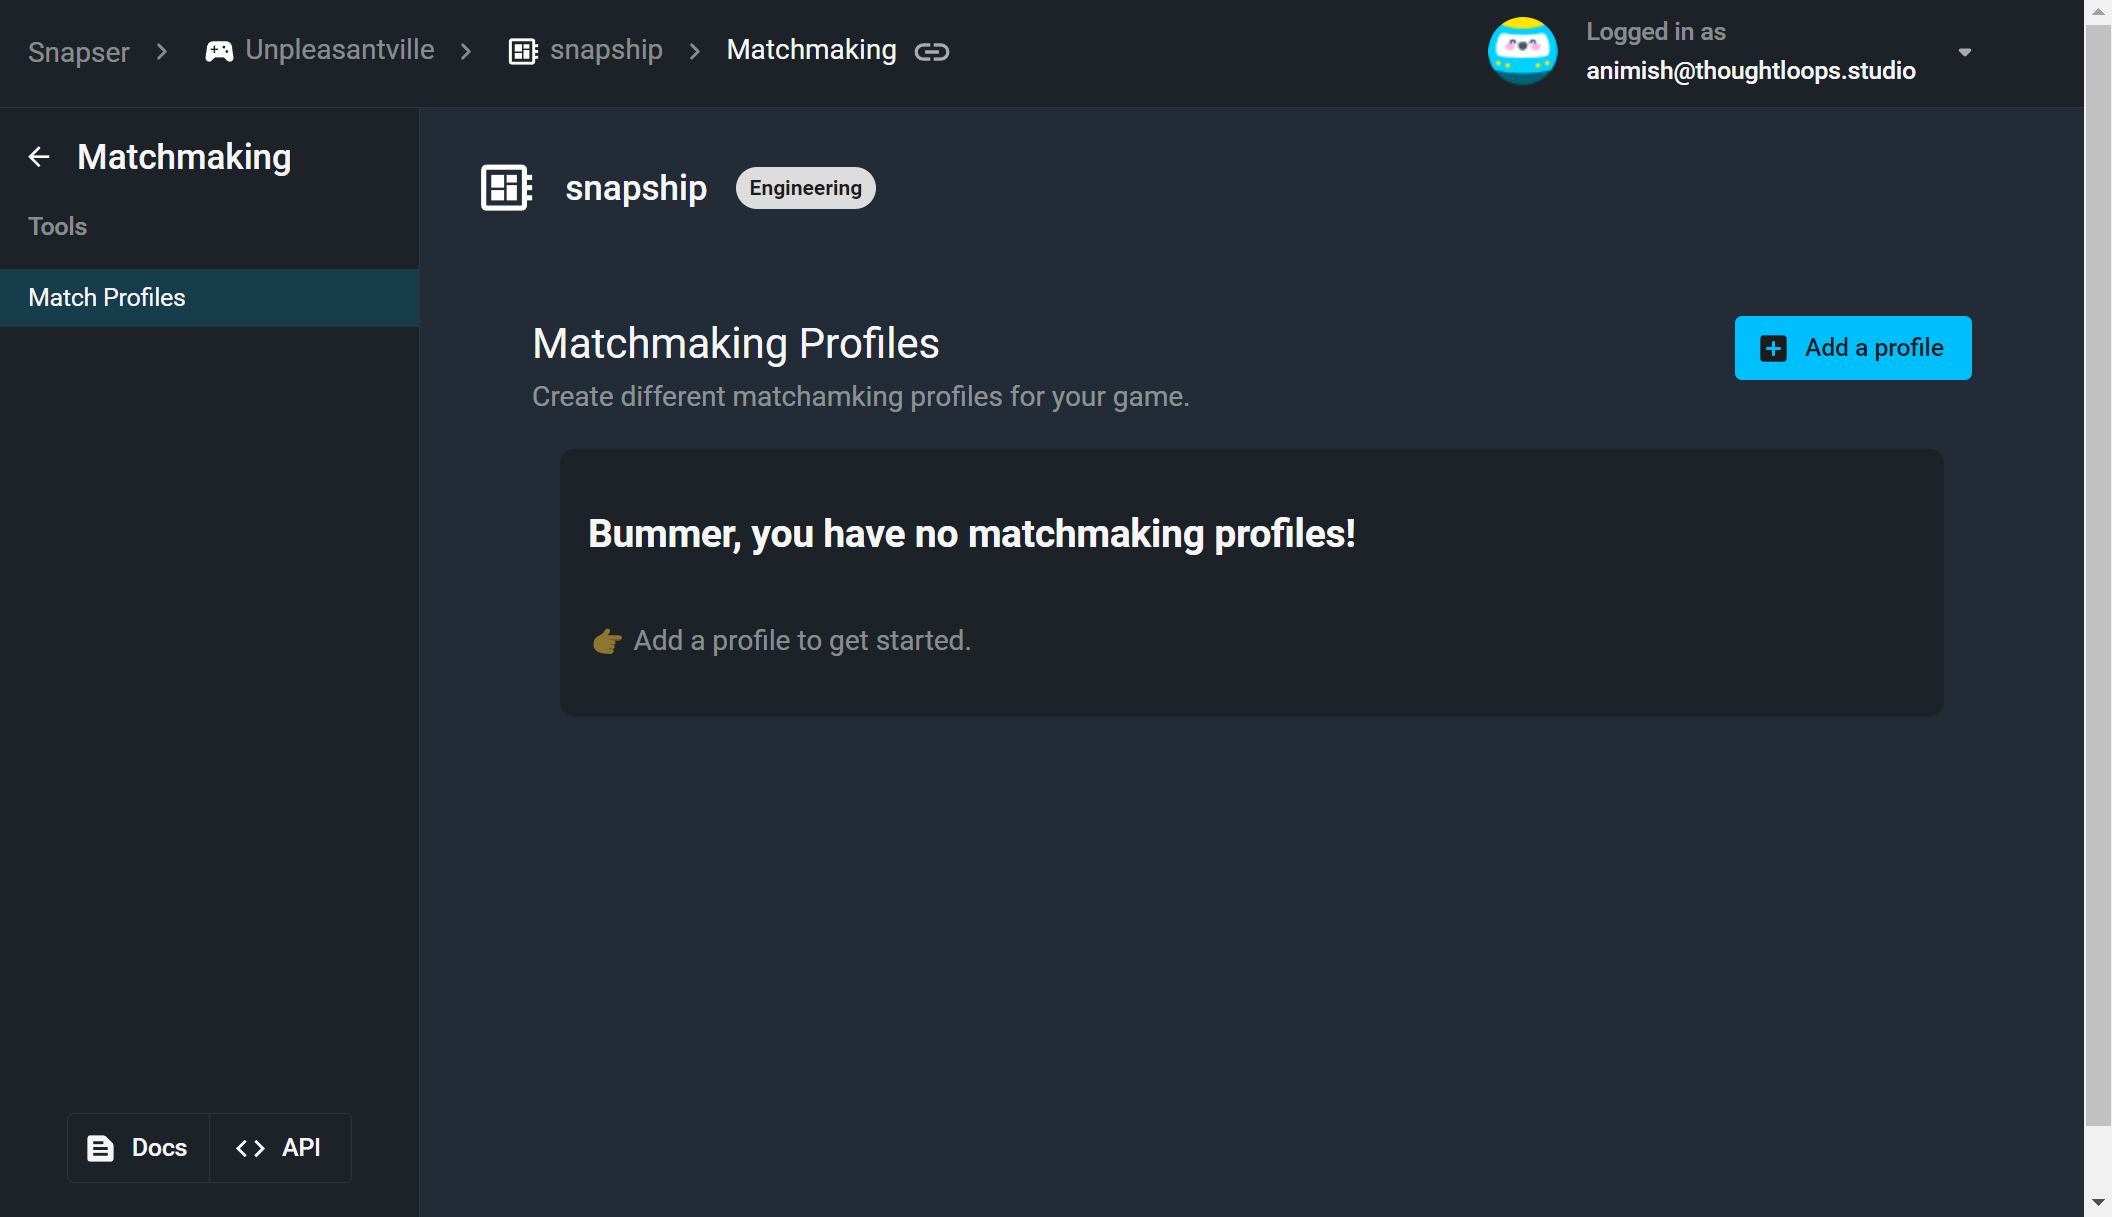 Snapser
Unpleasantville
snapship
Matchmaking
Logged in as
animish@thoughtloops.studio
Matchmaking
Tools
Match Profiles
snapship
Engineering
Matchmaking Profiles
Create different matchamking profiles for your game.
Add a profile
Bummer, you have no matchmaking profiles!
👉 Add a profile to get started.
Docs
API